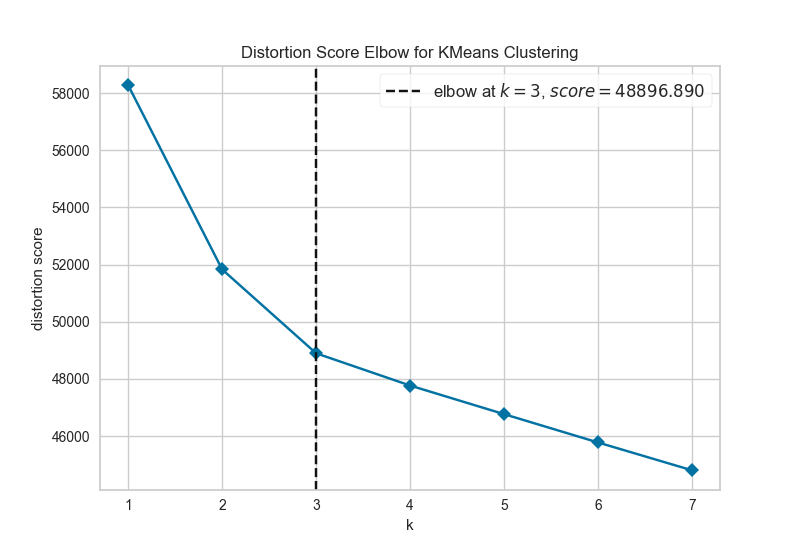 Distortion Score Elbow for KMeans Clustering
elbow at k = 3, score = 48896.890
58000
56000
54000
52000
50000
48000
46000
distortion score
1 2 3 4 5 6 7
k